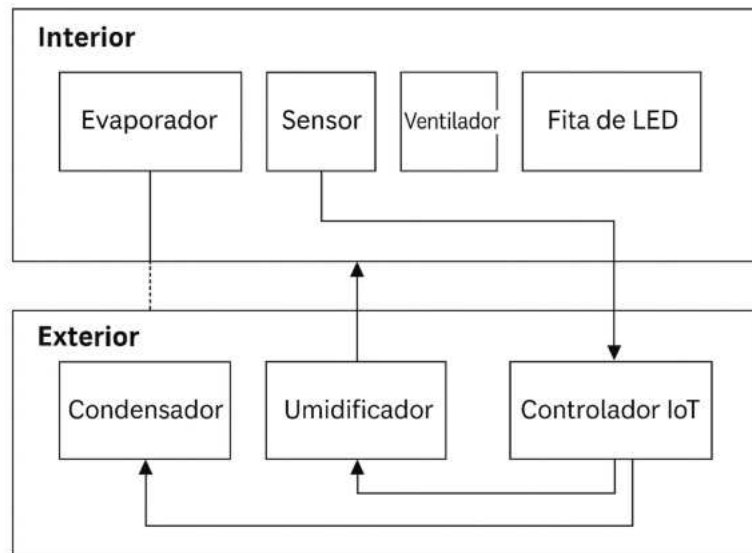 Interior
Evaporador
Sensor
Ventilador
Fita de LED
Exterior
Condensador
Umidificador
Controlador IoT